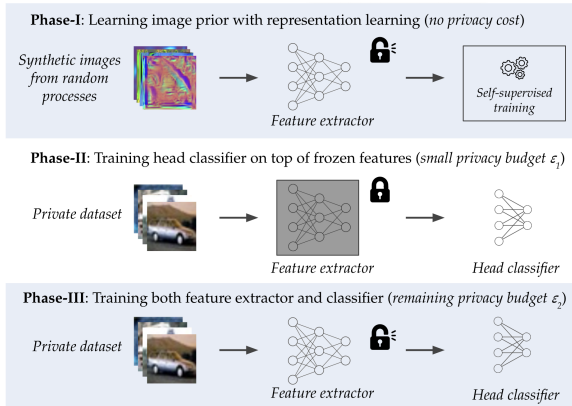 Phase-I: Learning image prior with representation learning (no privacy cost)
Synthetic images
from random
processes
Feature extractor
Self-supervised
training
Phase-II: Training head classifier on top of frozen features (small privacy budget ε₁)
Private dataset
Feature extractor
Head classifier
Phase-III: Training both feature extractor and classifier (remaining privacy budget ε₂)
Private dataset
Feature extractor
Head classifier